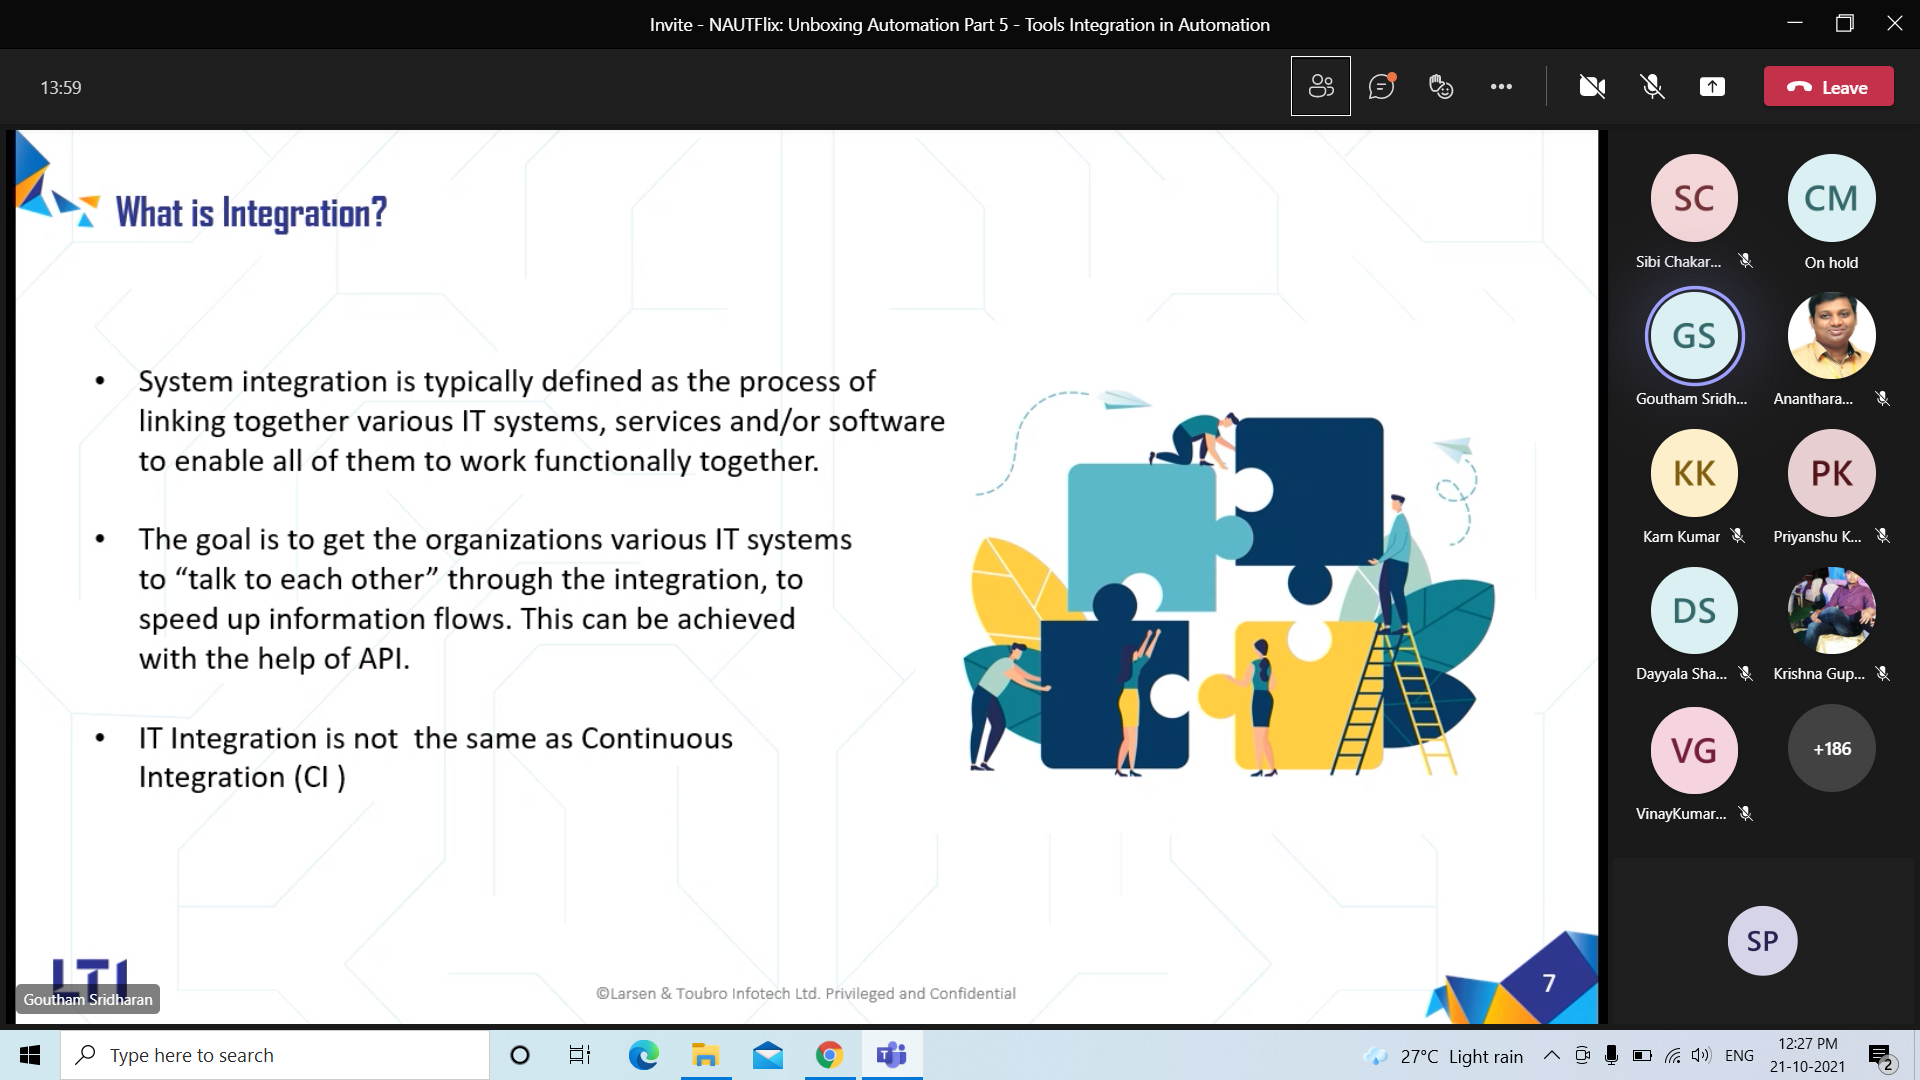 Invite - NAUTFlix: Unboxing Automation Part 5 - Tools Integration in Automation
13:59
Leave
What is Integration?
• System integration is typically defined as the process of
linking together various IT systems, services and/or software
to enable all of them to work functionally together.
• The goal is to get the organizations various IT systems
to “talk to each other” through the integration, to
speed up information flows. This can be achieved
with the help of API.
• IT Integration is not  the same as Continuous
Integration (CI )
LTI
Goutham Sridharan
©Larsen & Toubro Infotech Ltd. Privileged and Confidential
7
SC
CM
Sibi Chakar...
On hold
GS
Goutham Sridh...
Ananthara...
KK
PK
Karn Kumar
Priyanshu K...
DS
Dayyala Sha...
Krishna Gup...
VG
+186
VinayKumar...
SP
Type here to search
27°C Light rain
ENG
12:27 PM
21-10-2021
2